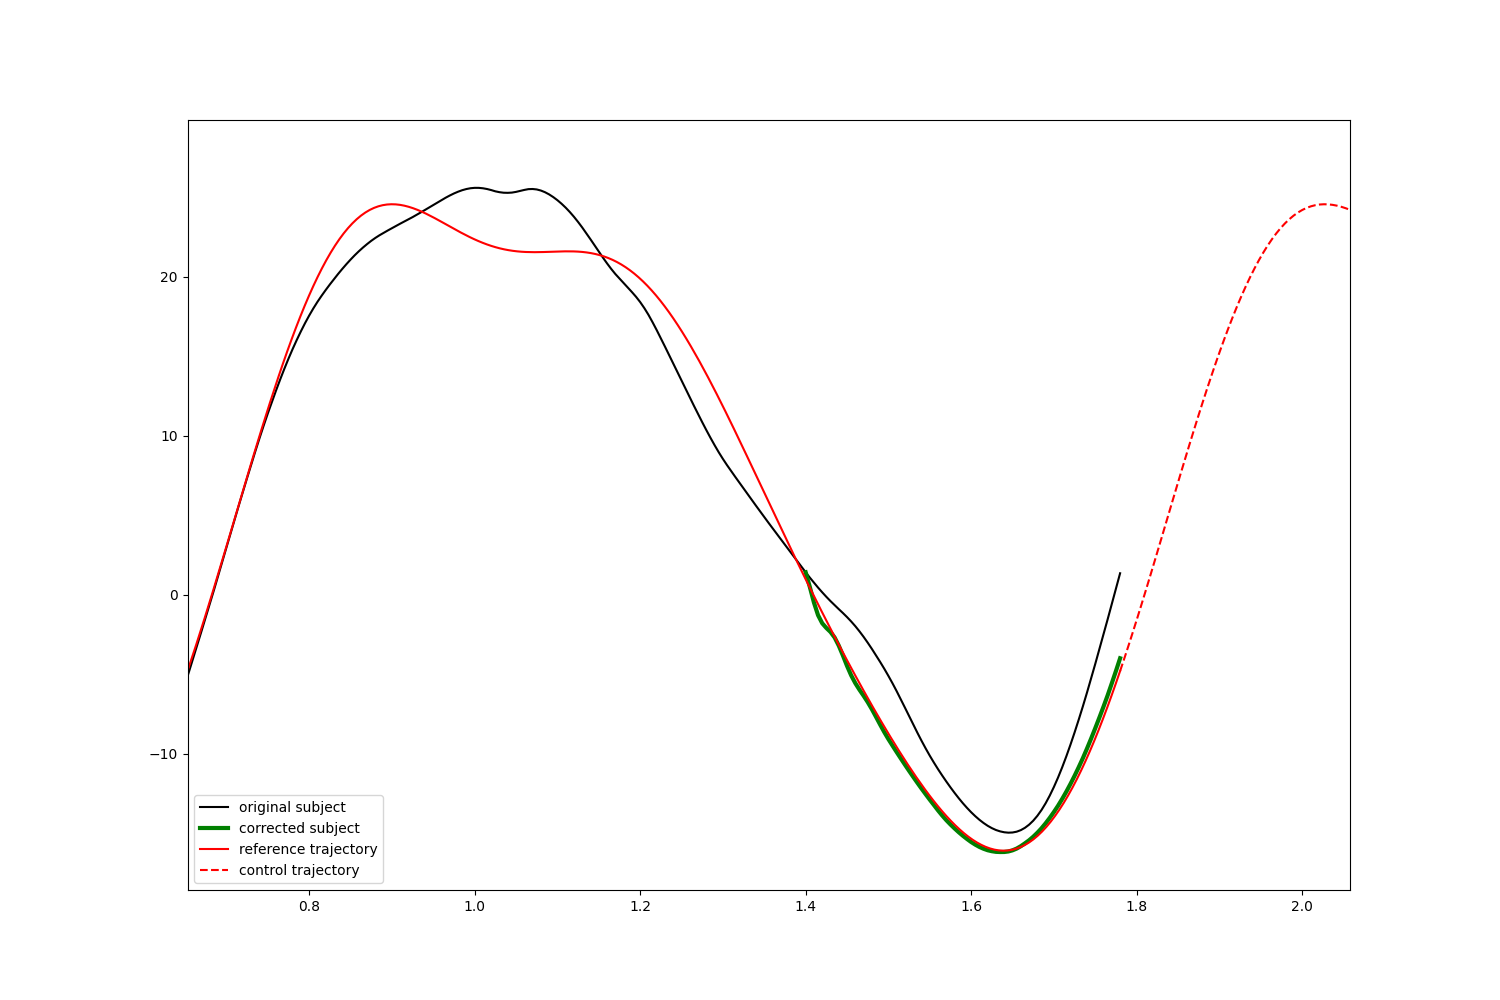 20
10
0
−10
original subject
corrected subject
reference trajectory
control trajectory
0.8 1.0 1.2 1.4 1.6 1.8 2.0